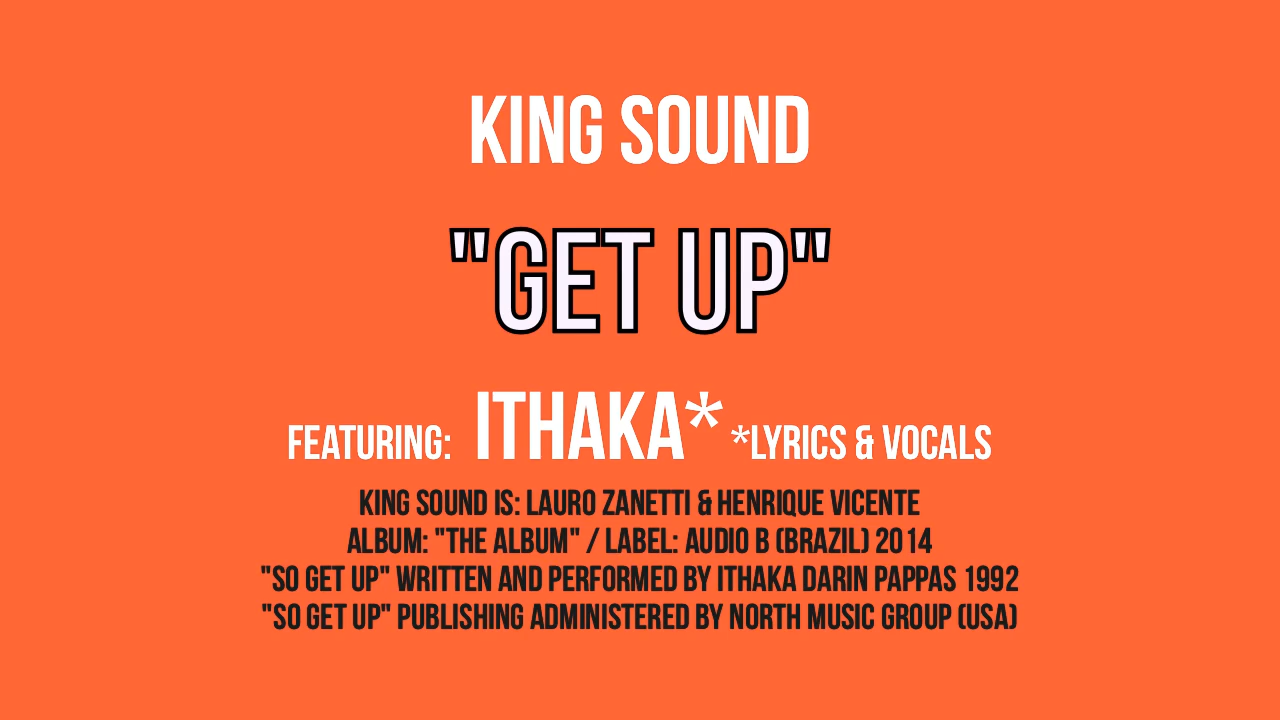 KING SOUND
"GET UP"
FEATURING: ITHAKA* *LYRICS & VOCALS
KING SOUND IS: LAURO ZANETTI & HENRIQUE VICENTE
ALBUM: "THE ALBUM" / LABEL: AUDIO B (BRAZIL) 2014
"SO GET UP" WRITTEN AND PERFORMED BY ITHAKA DARIN PAPPAS 1992
"SO GET UP" PUBLISHING ADMINISTERED BY NORTH MUSIC GROUP (USA)